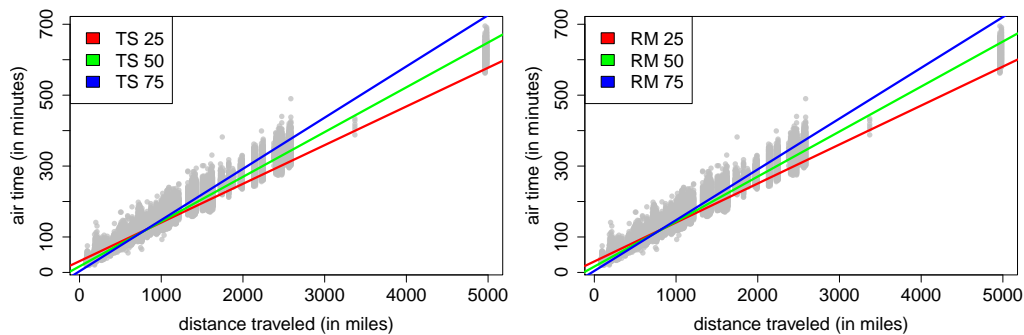 TS 25
TS 50
TS 75
air time (in minutes)
0 100 300 500 700
0 1000 2000 3000 4000 5000
distance traveled (in miles)
RM 25
RM 50
RM 75
air time (in minutes)
0 100 300 500 700
0 1000 2000 3000 4000 5000
distance traveled (in miles)